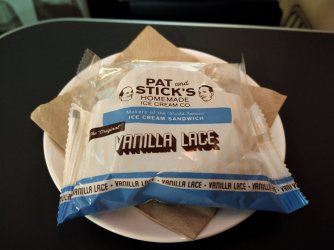 PAT and
STICK'S
HOMEMADE
ICE CREAM CO.
Makers of the World Famous
ICE CREAM SANDWICH
The "Original"
VANILLA LACE
VANILLA LACE • VANILLA LACE • VANILLA LACE • VANILLA LACE